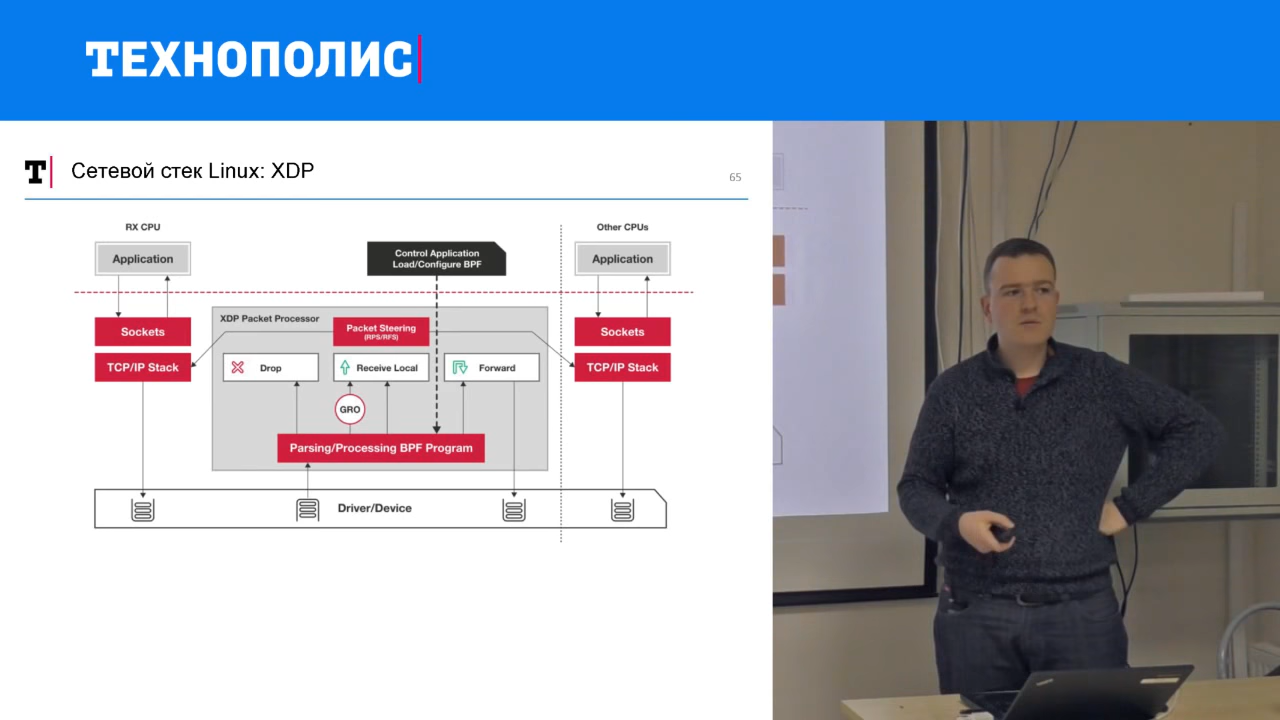 ТЕХНОПОЛИС
Т
Сетевой стек Linux: XDP
65
RX CPU
Other CPUs
Application
Control Application
Load/Configure BPF
Application
XDP Packet Processor
Sockets
Packet Steering
(RPS/RFS)
Sockets
TCP/IP Stack
Drop
Receive Local
Forward
TCP/IP Stack
GRO
Parsing/Processing BPF Program
Driver/Device